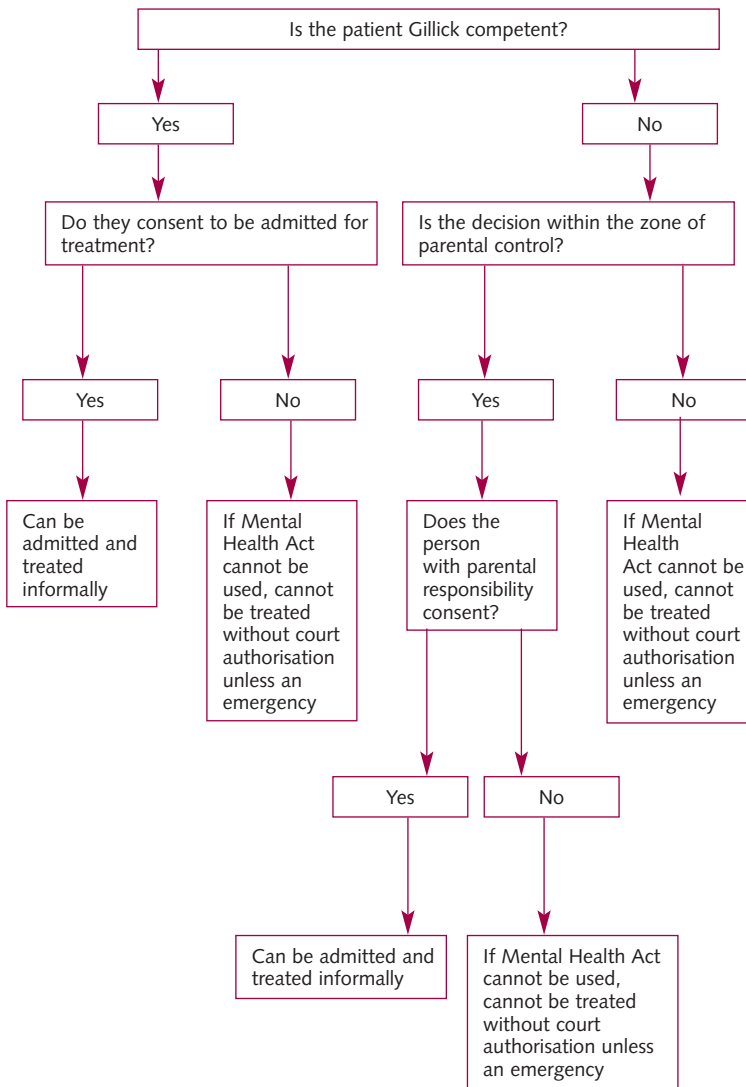 Is the patient Gillick competent?
Yes
No
Do they consent to be admitted for
treatment?
Is the decision within the zone of
parental control?
Yes
No
Yes
No
Can be
admitted and
treated
informally
If Mental
Health Act
cannot be
used, cannot
be treated
without court
authorisation
unless an
emergency
Does the
person
with parental
responsibility
consent?
If Mental
Health
Act cannot be
used, cannot
be treated
without court
authorisation
unless an
emergency
Yes
No
Can be admitted and
treated informally
If Mental Health Act
cannot be used,
cannot be treated
without court
authorisation unless
an emergency